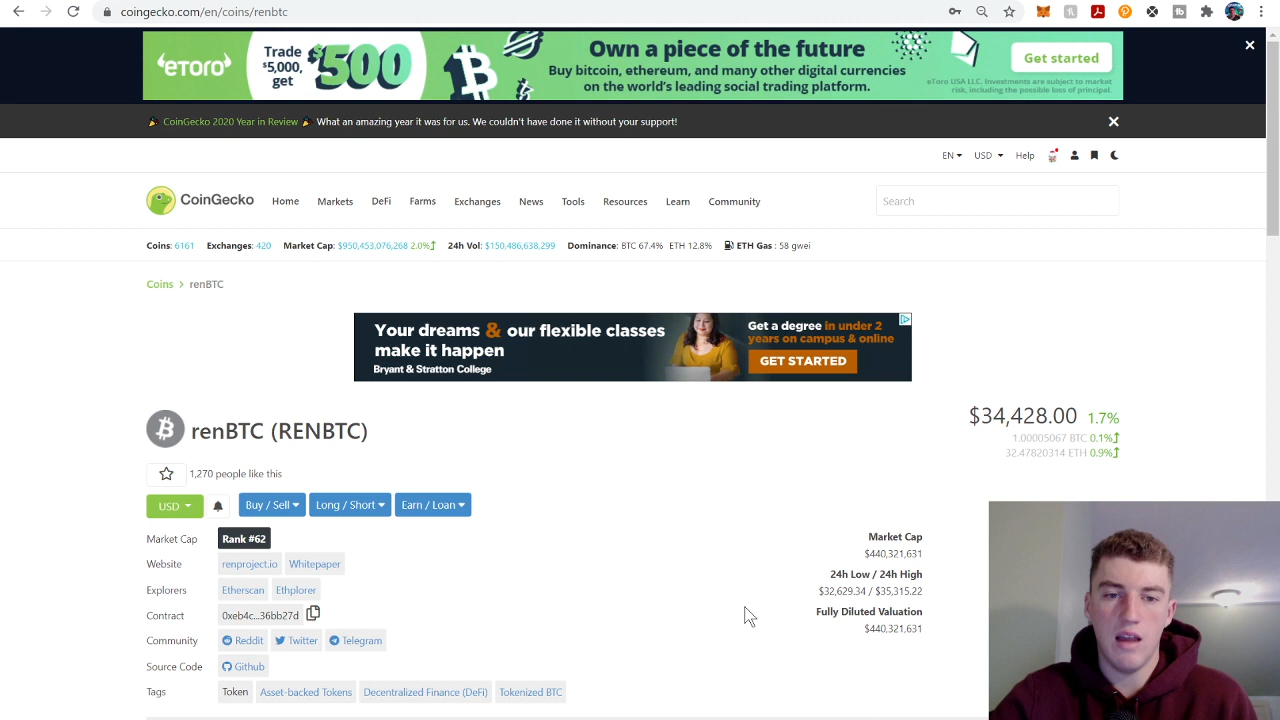 coingecko.com/en/coins/renbtc
eToro
Trade $5,000, get $500
Own a piece of the future
Buy bitcoin, ethereum, and many other digital currencies
on the world's leading social trading platform.
Get started
eToro USA LLC. Investments are subject to market
risk, including the possible loss of principal.
CoinGecko 2020 Year in Review What an amazing year it was for us. We couldn't have done it without your support!
EN USD Help
CoinGecko Home Markets DeFi Farms Exchanges News Tools Resources Learn Community Search
Coins: 6161 Exchanges: 420 Market Cap: $950,453,076,268 2.0% 24h Vol: $150,486,638,299 Dominance: BTC 67.4% ETH 12.8% ETH Gas : 58 gwei
Coins > renBTC
Your dreams & our flexible classes
make it happen
Bryant & Stratton College
Get a degree in under 2
years on campus & online
GET STARTED
renBTC (RENBTC)
$34,428.00 1.7%
1.00005067 BTC 0.1%
32.47820314 ETH 0.9%
1,270 people like this
USD Buy / Sell Long / Short Earn / Loan
Market Cap Rank #62
Website renproject.io Whitepaper
Explorers Etherscan Ethplorer
Contract 0xeb4c...36bb27d
Community Reddit Twitter Telegram
Source Code Github
Tags Token Asset-backed Tokens Decentralized Finance (DeFi) Tokenized BTC
Market Cap
$440,321,631
24h Low / 24h High
$32,629.34 / $35,315.22
Fully Diluted Valuation
$440,321,631